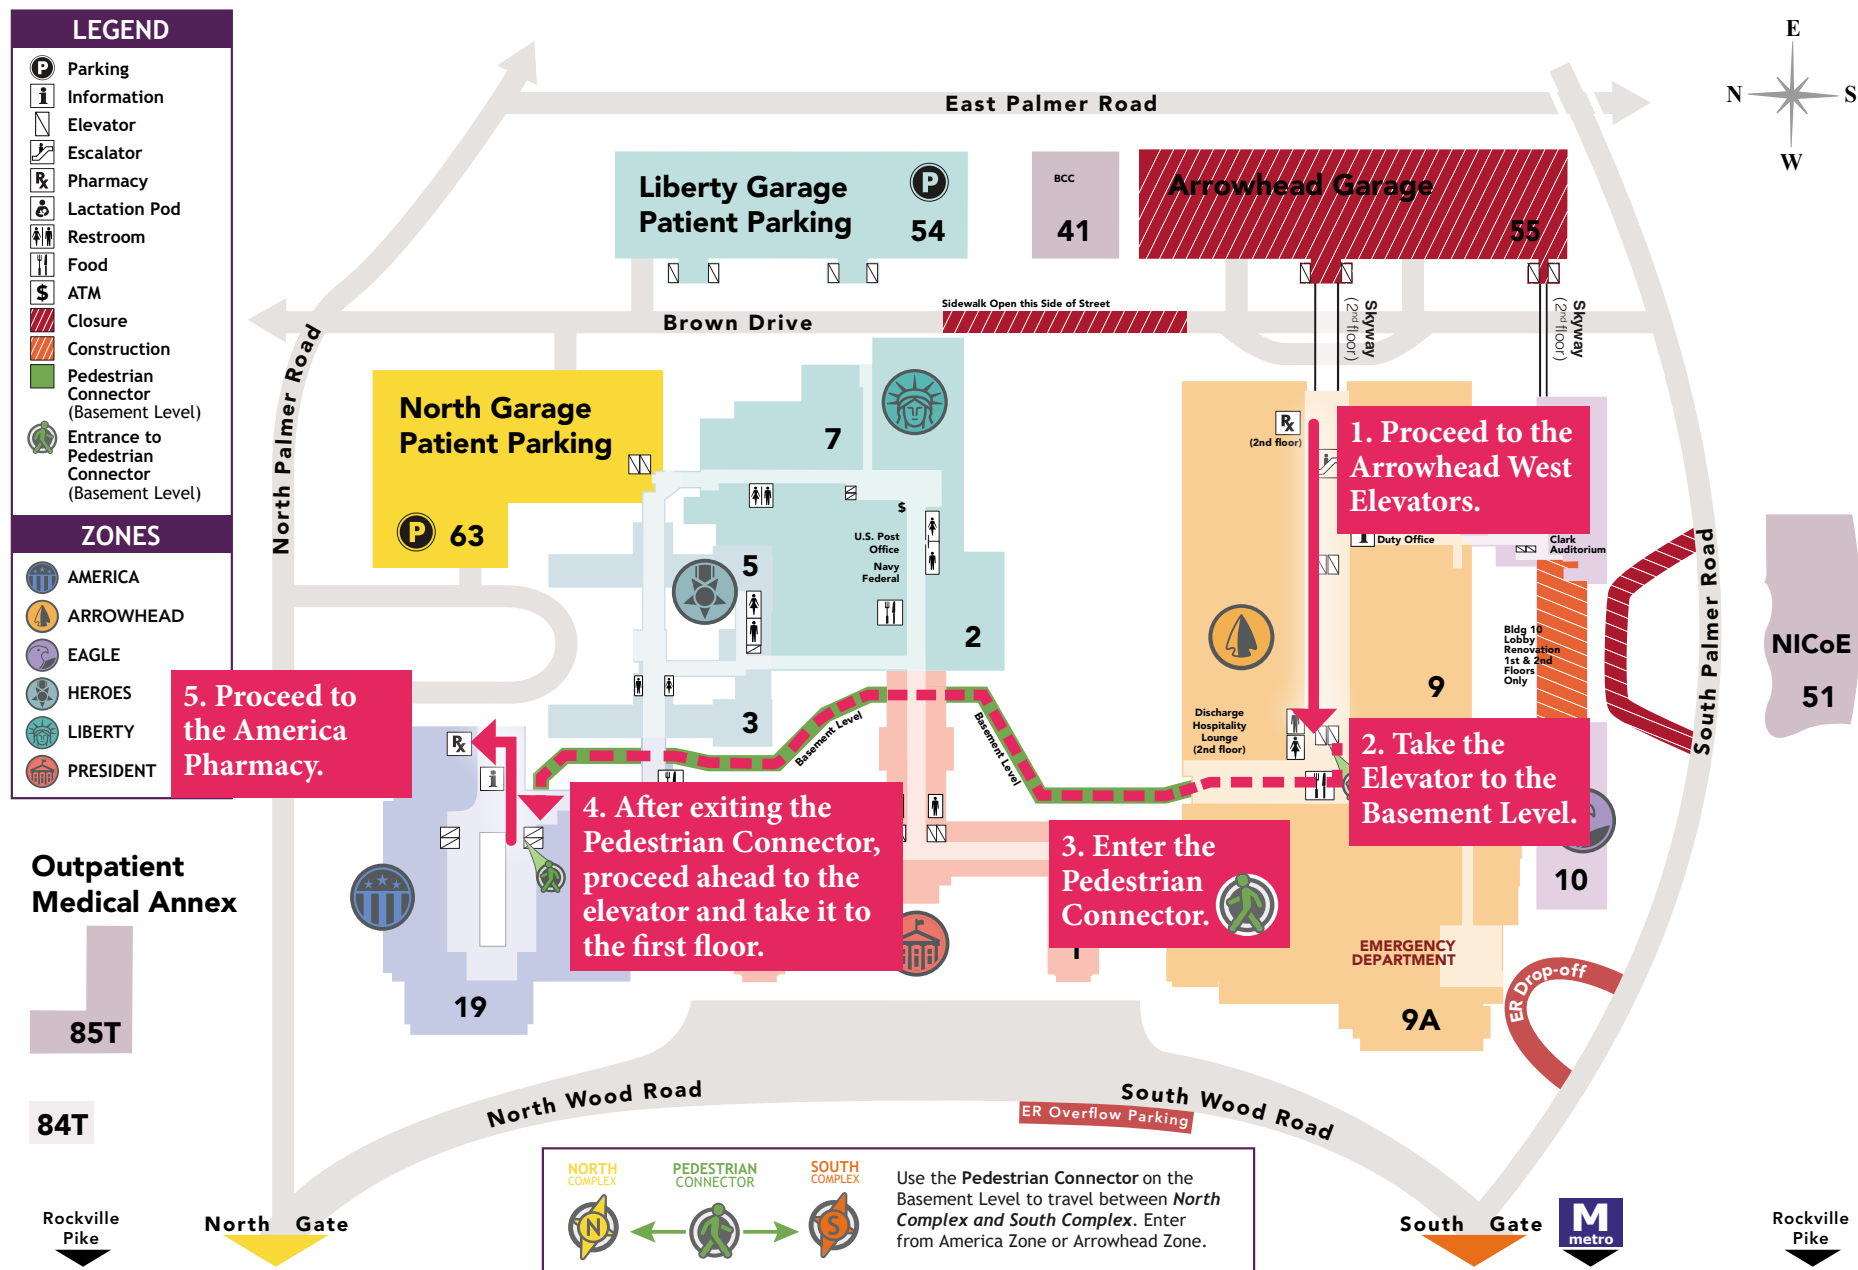 LEGEND
P Parking
i Information
Elevator
Escalator
Rx Pharmacy
Lactation Pod
Restroom
Food
$ ATM
Closure
Construction
Pedestrian
Connector
(Basement Level)
Entrance to
Pedestrian
Connector
(Basement Level)
ZONES
AMERICA
ARROWHEAD
EAGLE
HEROES
LIBERTY
PRESIDENT
E
N
S
W
East Palmer Road
Liberty Garage
Patient Parking
P
54
BCC
41
Arrowhead Garage
55
Sidewalk Open this Side of Street
Brown Drive
Skyway
(2nd floor)
Skyway
(2nd floor)
North Palmer Road
North Garage
Patient Parking
P 63
7
Rx
(2nd floor)
1. Proceed to the
Arrowhead West
Elevators.
$
U.S. Post
Office
Navy
Federal
5
2
i Duty Office
Clark
Auditorium
Bldg 10
Lobby
Renovation
1st & 2nd
Floors
Only
South Palmer Road
NICoE
51
9
3
Discharge
Hospitality
Lounge
(2nd floor)
Basement Level
Basement Level
5. Proceed to
the America
Pharmacy.
Rx
i
2. Take the
Elevator to the
Basement Level.
4. After exiting the
Pedestrian Connector,
proceed ahead to the
elevator and take it to
the first floor.
3. Enter the
Pedestrian
Connector.
10
1
EMERGENCY
DEPARTMENT
ER Drop-off
9A
19
Outpatient
Medical Annex
85T
84T
North Wood Road
South Wood Road
ER Overflow Parking
NORTH
COMPLEX
N
PEDESTRIAN
CONNECTOR
SOUTH
COMPLEX
S
Use the Pedestrian Connector on the
Basement Level to travel between North
Complex and South Complex. Enter
from America Zone or Arrowhead Zone.
Rockville
Pike
North Gate
South Gate
M
metro
Rockville
Pike